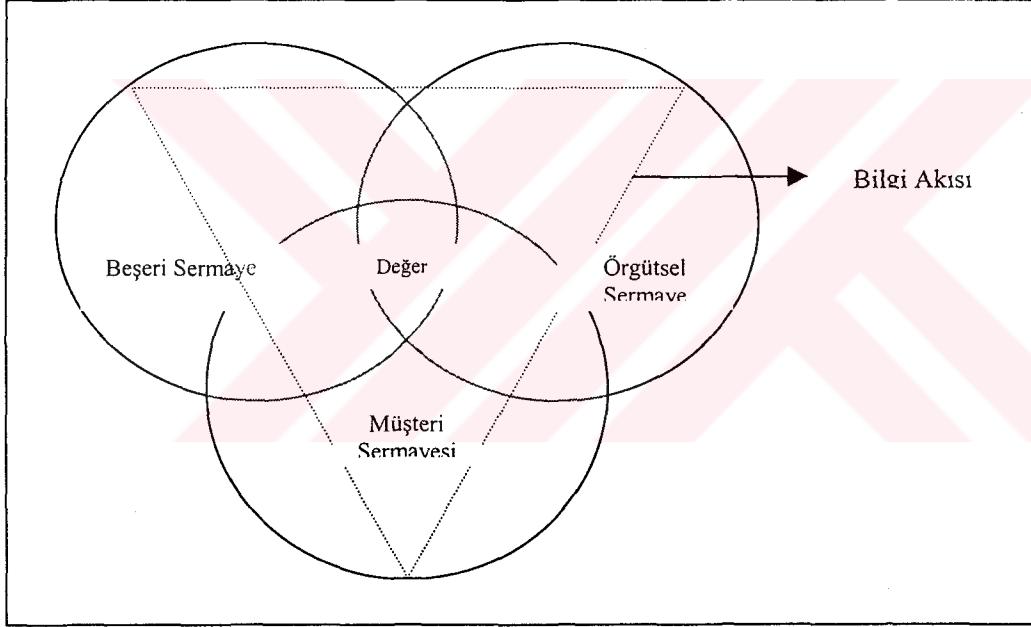 Bilgi Akısı
Beşeri Sermaye
Değer
Örgütsel
Sermaye
Müşteri
Sermayesi